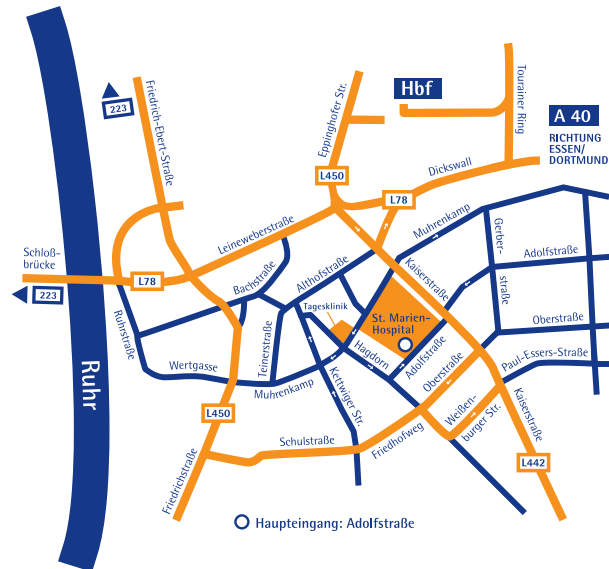 223
Friedrich-Ebert-Straße
Eppinghofer Str.
Hbf
Tourainer
Ring
A 40
RICHTUNG
ESSEN/
DORTMUND
L450
Dickswall
L78
Leineweberstraße
Muhrenkamp
Gerber-
straße
Adolfstraße
Schloß-
brücke
L78
223
Bachstraße
Althofstraße
Kaiserstraße
Tagesklinik
St. Marien-
Hospital
Oberstraße
Ruhrstraße
Ruhr
Wertgasse
Teinerstraße
Hagdorn
Adolfstraße
Oberstraße
Paul-Essers-Straße
Muhrenkamp
Kettwiger Str.
L450
Weißen-
burger Str.
Kaiserstraße
Schulstraße
Friedhofweg
L442
Friedrichstraße
Haupteingang: Adolfstraße